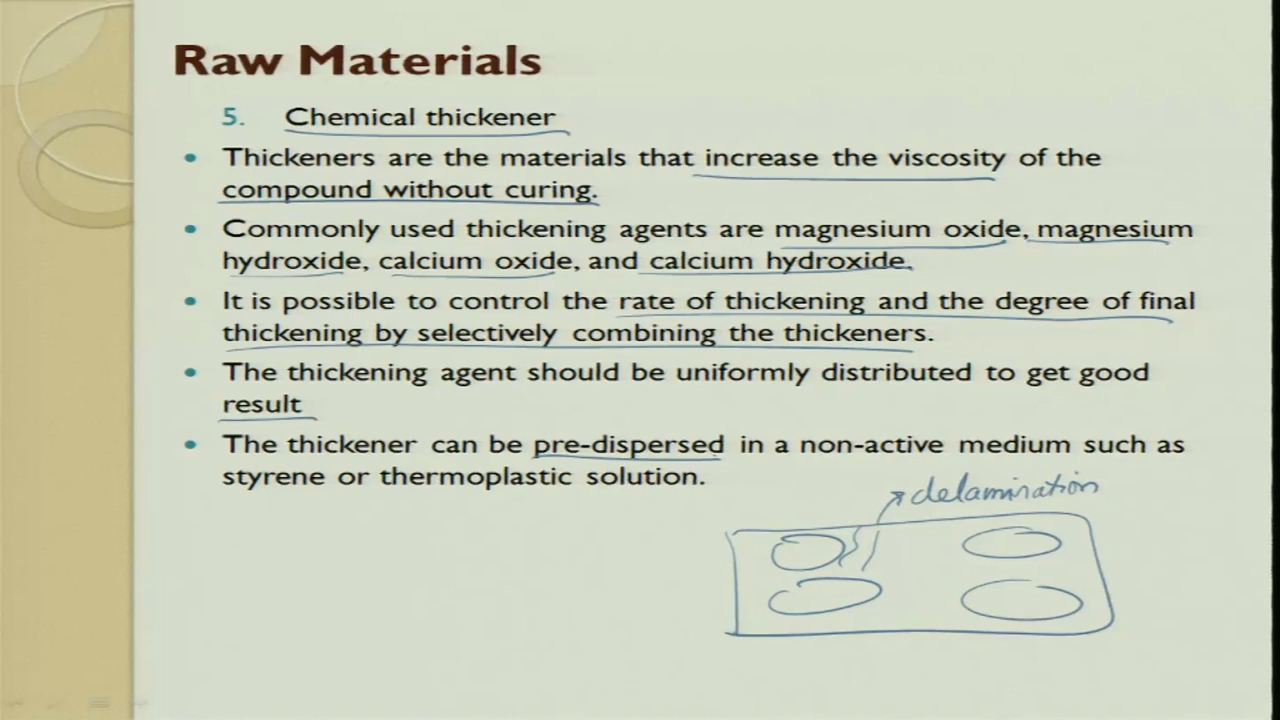 Raw Materials
5. Chemical thickener
• Thickeners are the materials that increase the viscosity of the
compound without curing.
• Commonly used thickening agents are magnesium oxide, magnesium
hydroxide, calcium oxide, and calcium hydroxide.
• It is possible to control the rate of thickening and the degree of final
thickening by selectively combining the thickeners.
• The thickening agent should be uniformly distributed to get good
result
• The thickener can be pre-dispersed in a non-active medium such as
styrene or thermoplastic solution.
delamination